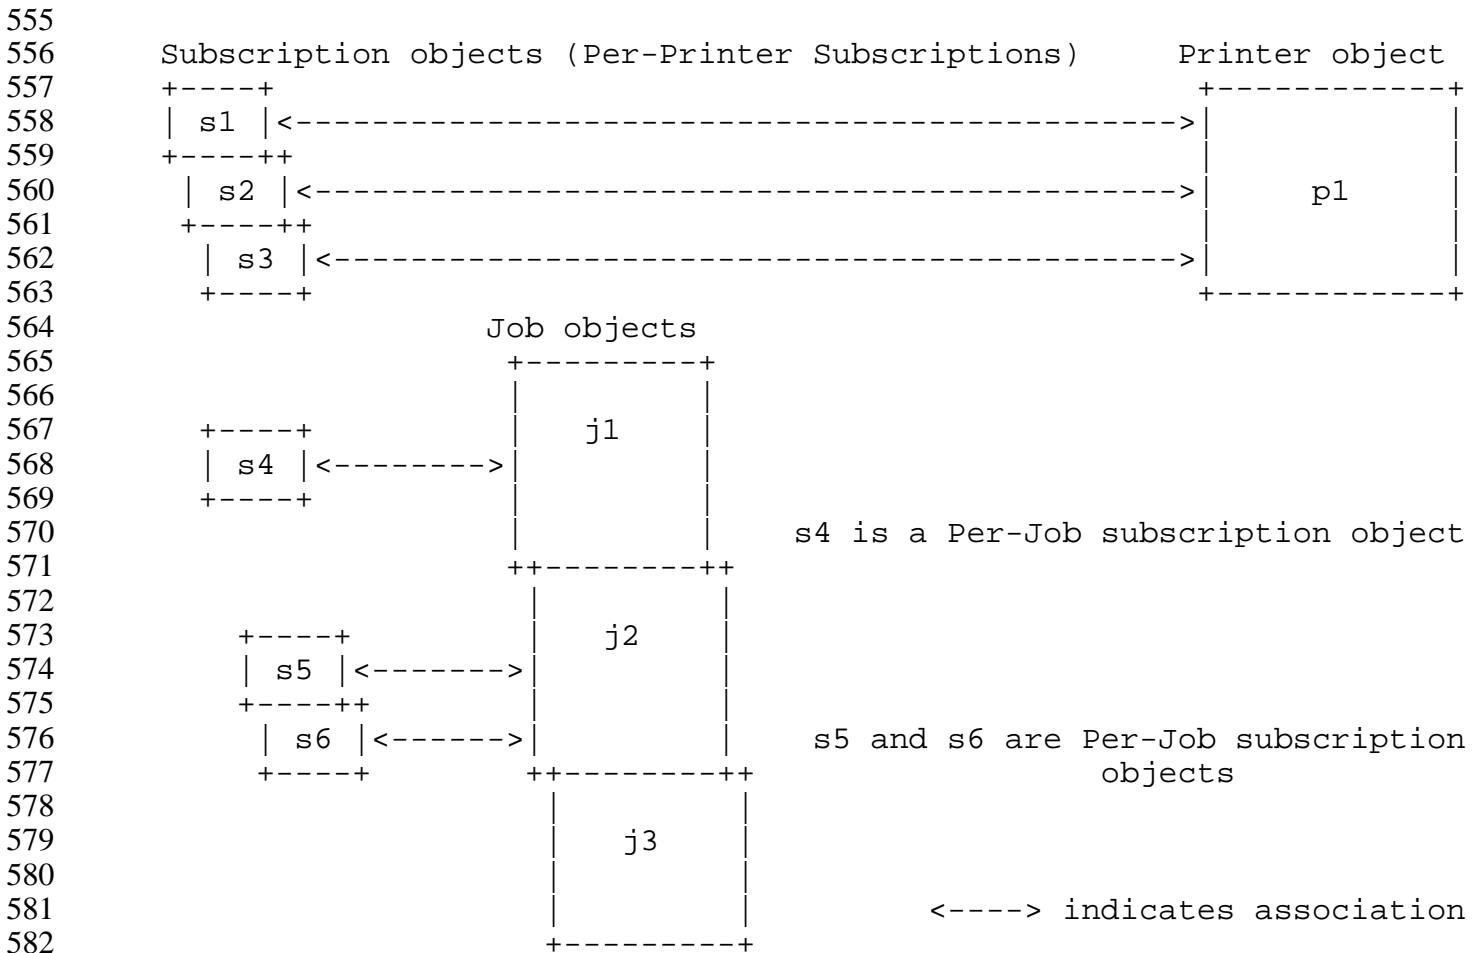 555
556     Subscription objects (Per-Printer Subscriptions)     Printer object
557     +----+                                                +------------+
558     | s1 |<---------------------------------------------->|            |
559     +----++                                               |            |
560      | s2 |<--------------------------------------------->|     p1     |
561      +----++                                              |            |
562       | s3 |<-------------------------------------------->|            |
563       +----+                                              +------------+
564                      Job objects
565                       +---------+
566                       |         |
567       +----+          |   j1    |
568       | s4 |<-------->|         |
569       +----+          |         |
570                       |         |    s4 is a Per-Job subscription object
571                       ++--------++
572                        |         |
573         +----+         |   j2    |
574         | s5 |<------->|         |
575         +----++        |         |
576          | s6 |<------>|         |    s5 and s6 are Per-Job subscription
577          +----+        ++--------++                  objects
578                         |         |
579                         |   j3    |
580                         |         |
581                         |         |         <----> indicates association
582                         +---------+